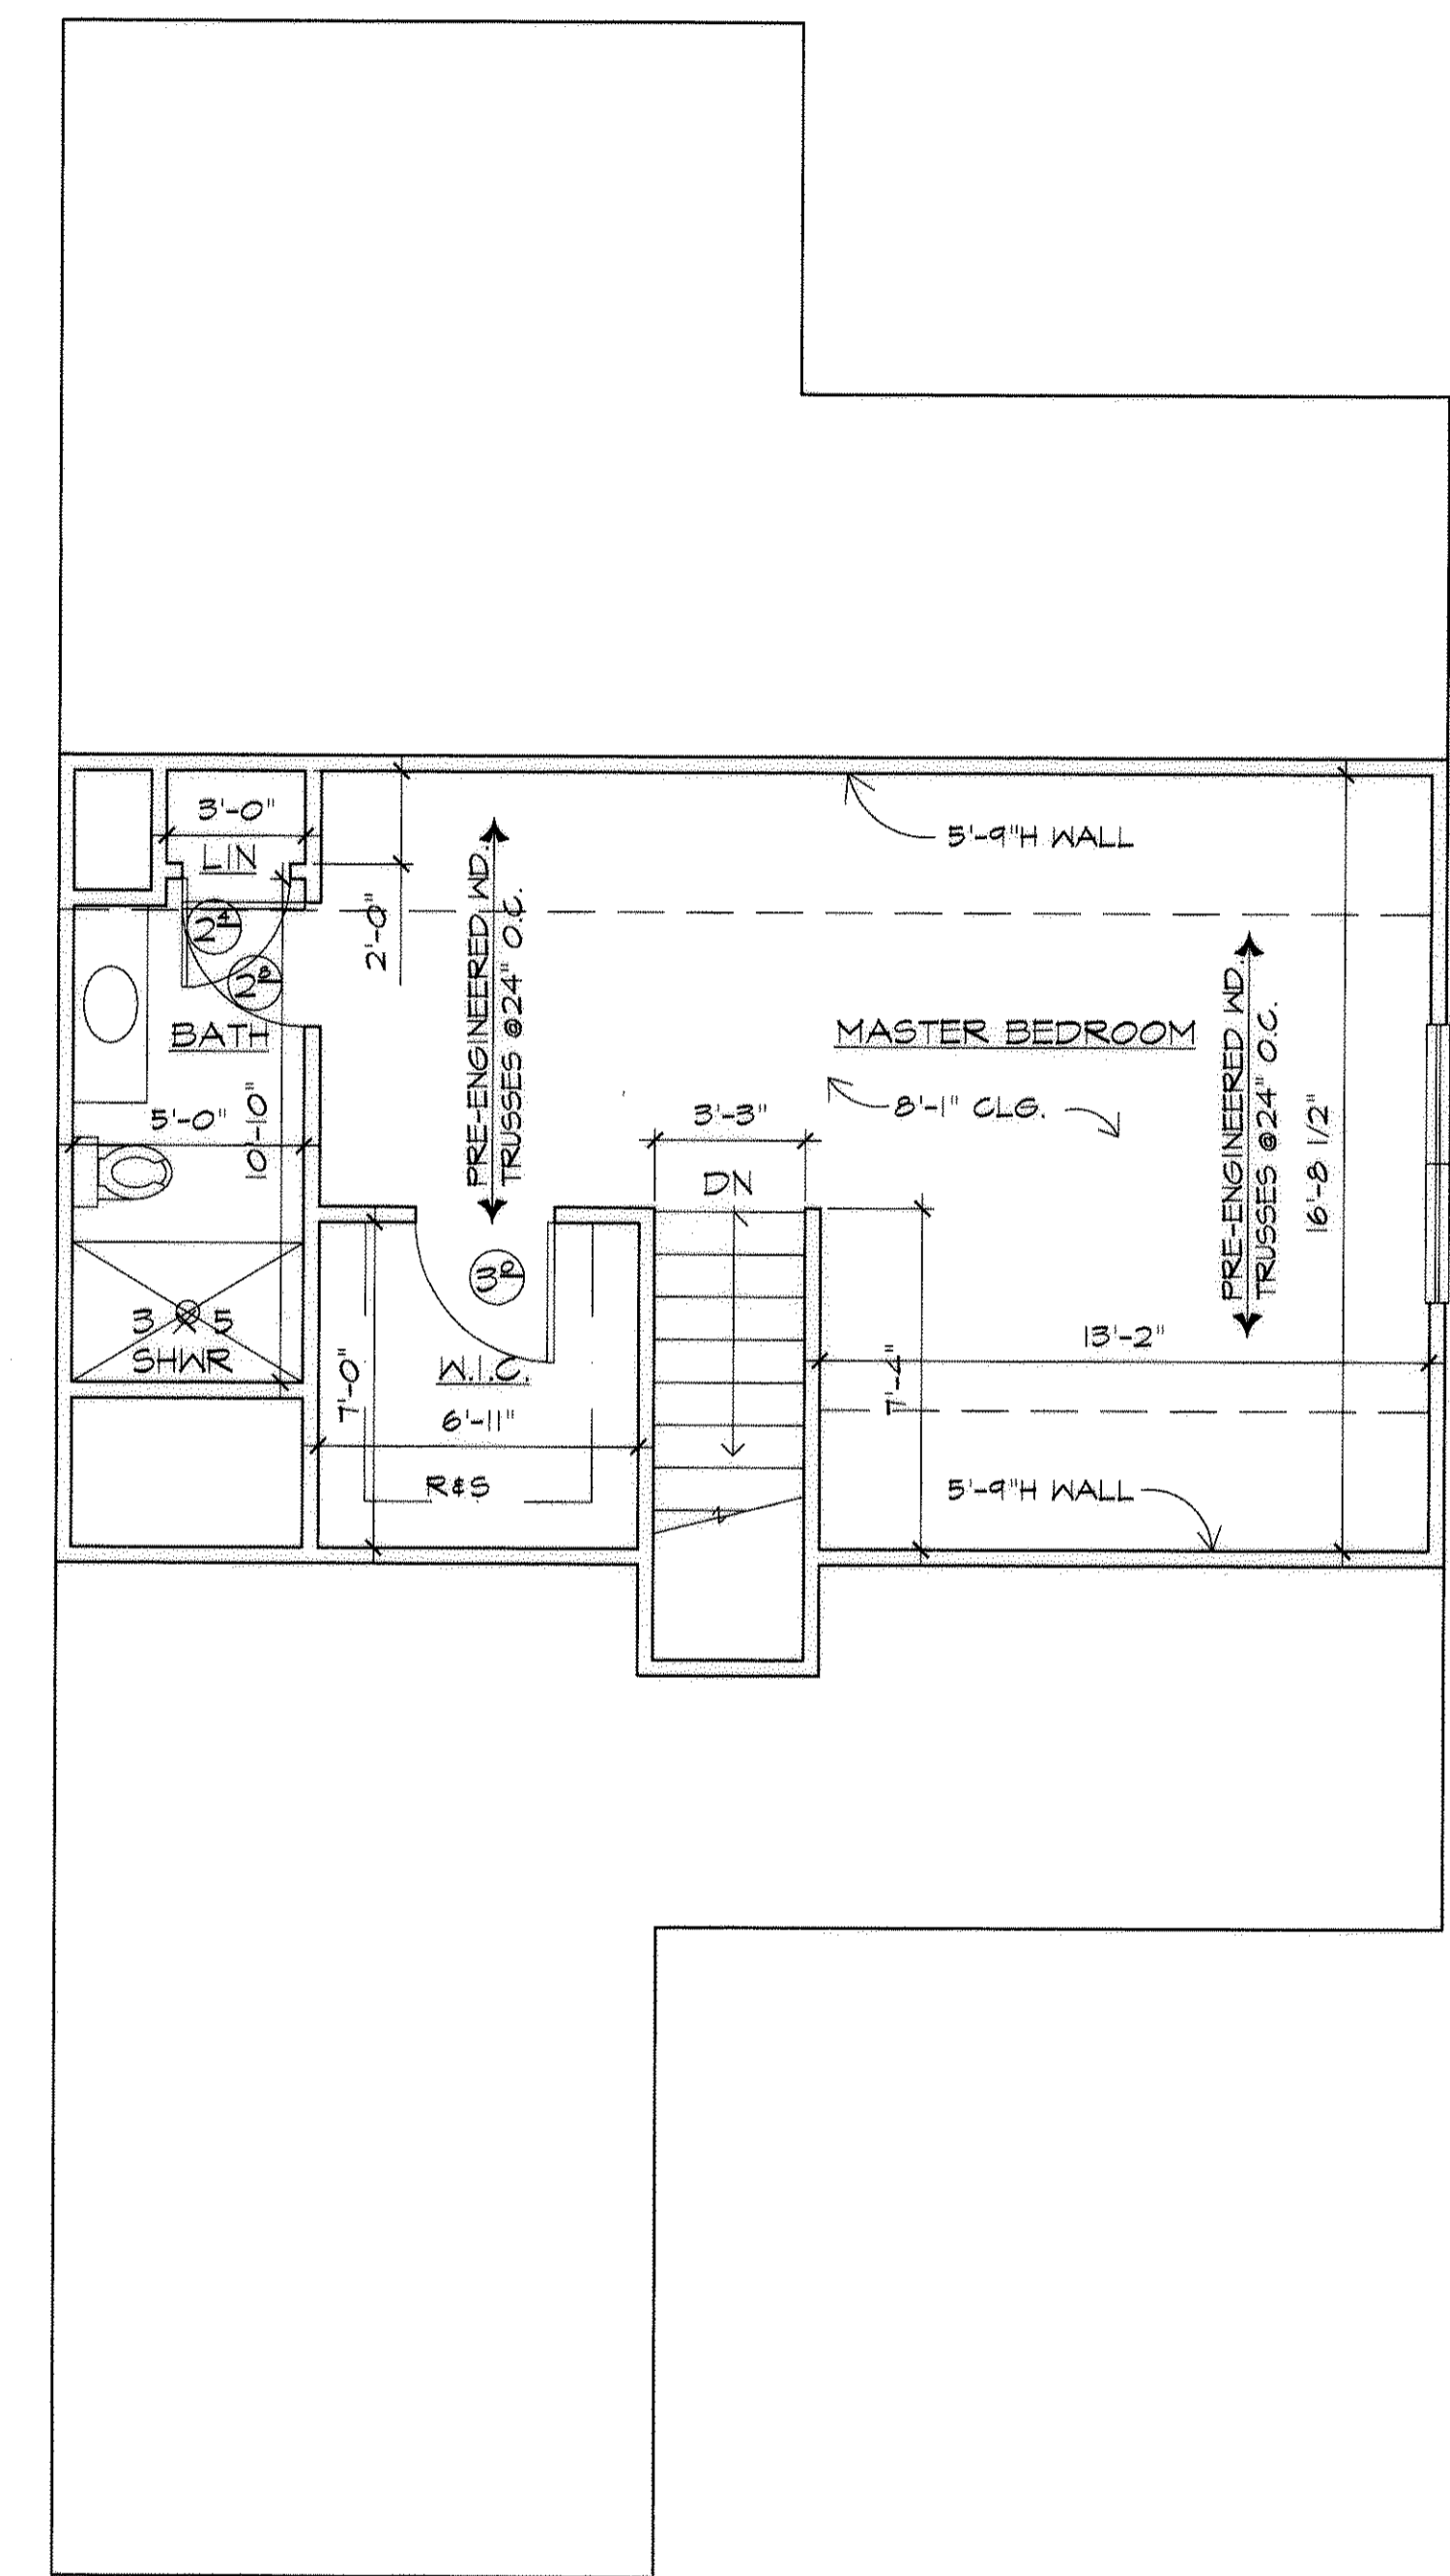 3'-0"
LIN
5'-9"H WALL
2⁴
2'-0"
PRE-ENGINEERED WD.
TRUSSES @24" O.C.
2⁸
BATH
MASTER BEDROOM
PRE-ENGINEERED WD.
TRUSSES @24" O.C.
5'-0"
10'-10"
3'-3"
8'-1" CLG.
16'-8 1/2"
DN
3⁰
3 X 5
SHWR
13'-2"
W.I.C.
7'-0"
7'-4"
6'-11"
R&S
5'-9"H WALL